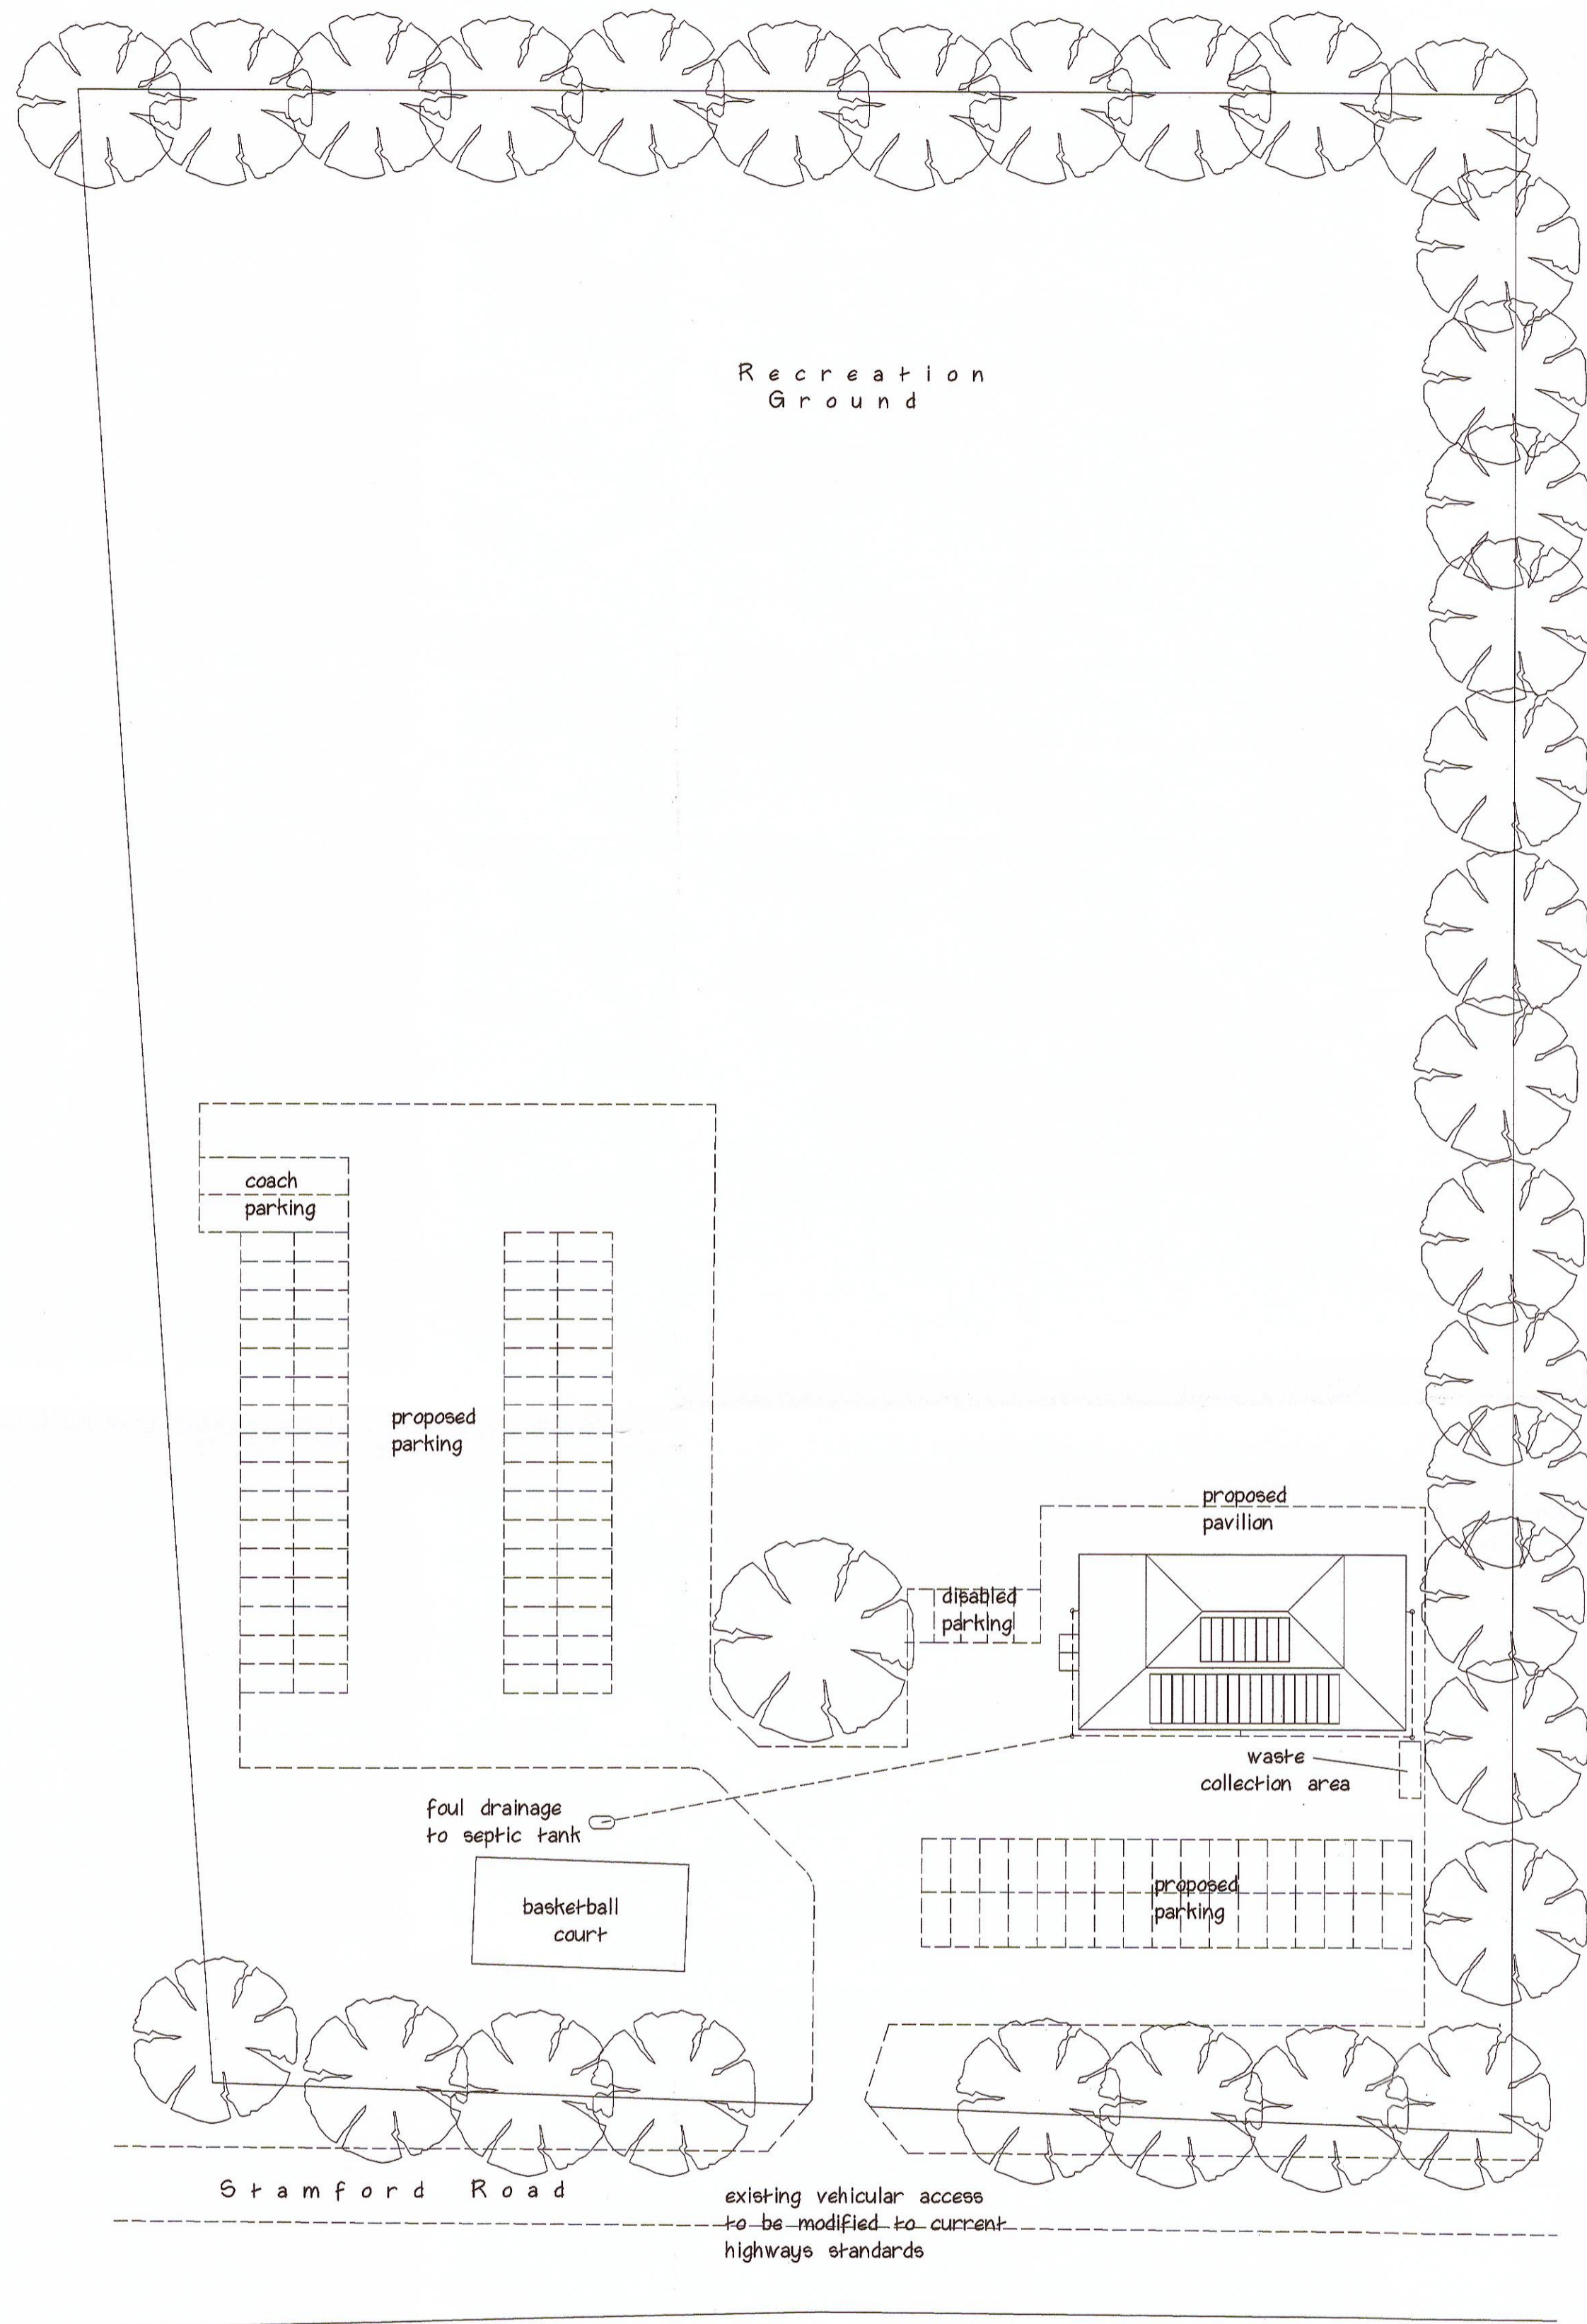 Recreation
Ground
coach
parking
proposed
parking
proposed
pavilion
disabled
parking
waste
collection area
foul drainage
to septic tank
proposed
parking
basketball
court
Stamford Road
existing vehicular access
to be modified to current
highways standards